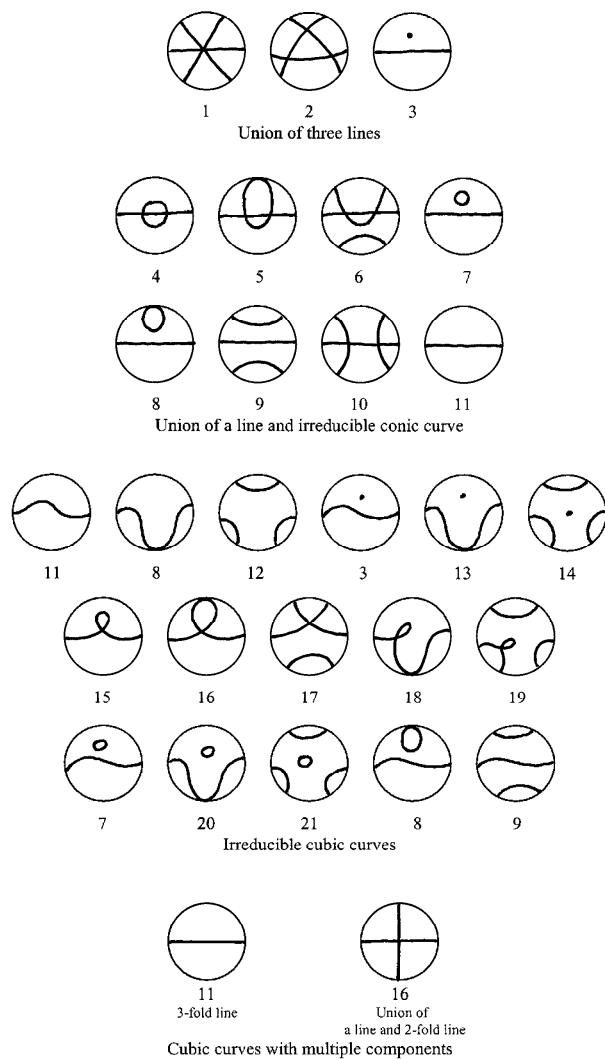 1 2 3
Union of three lines
4 5 6 7
8 9 10 11
Union of a line and irreducible conic curve
11 8 12 3 13 14
15 16 17 18 19
7 20 21 8 9
Irreducible cubic curves
11 16
3-fold line Union of
a line and 2-fold line
Cubic curves with multiple components